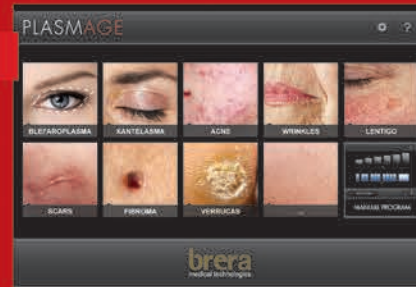 PLASMAGE
?
BLEFAROPLASMA
XANTELASMA
ACNE
WRINKLES
LENTIGO
SCARS
FIBROMA
VERRUCAS
...
MANUAL PROGRAM
brera
medical technologies